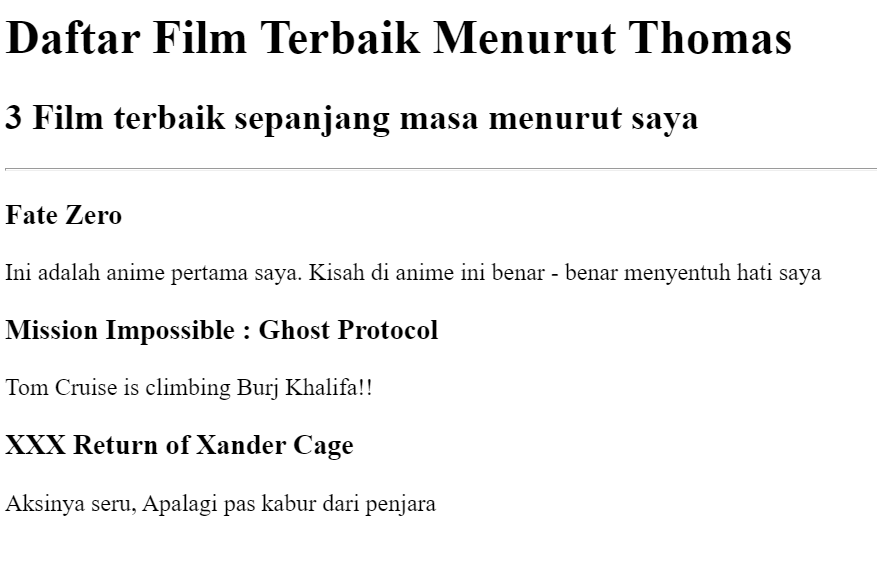 Daftar Film Terbaik Menurut Thomas
3 Film terbaik sepanjang masa menurut saya
Fate Zero
Ini adalah anime pertama saya. Kisah di anime ini benar - benar menyentuh hati saya
Mission Impossible : Ghost Protocol
Tom Cruise is climbing Burj Khalifa!!
XXX Return of Xander Cage
Aksinya seru, Apalagi pas kabur dari penjara